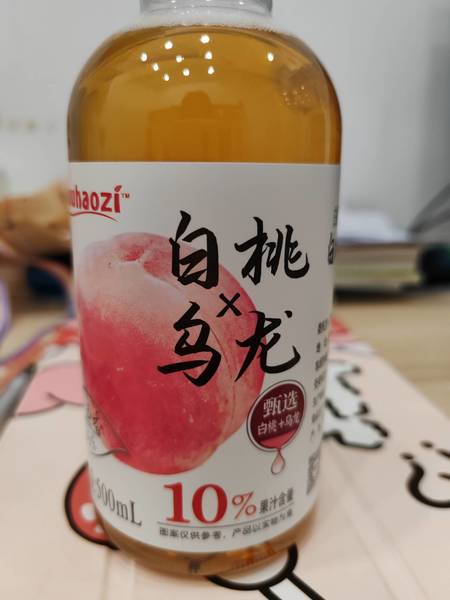 haozi™
白桃
×
乌龙
甄选
白桃+乌龙
500mL
10%果汁含量
图案仅供参考，产品以实物为准